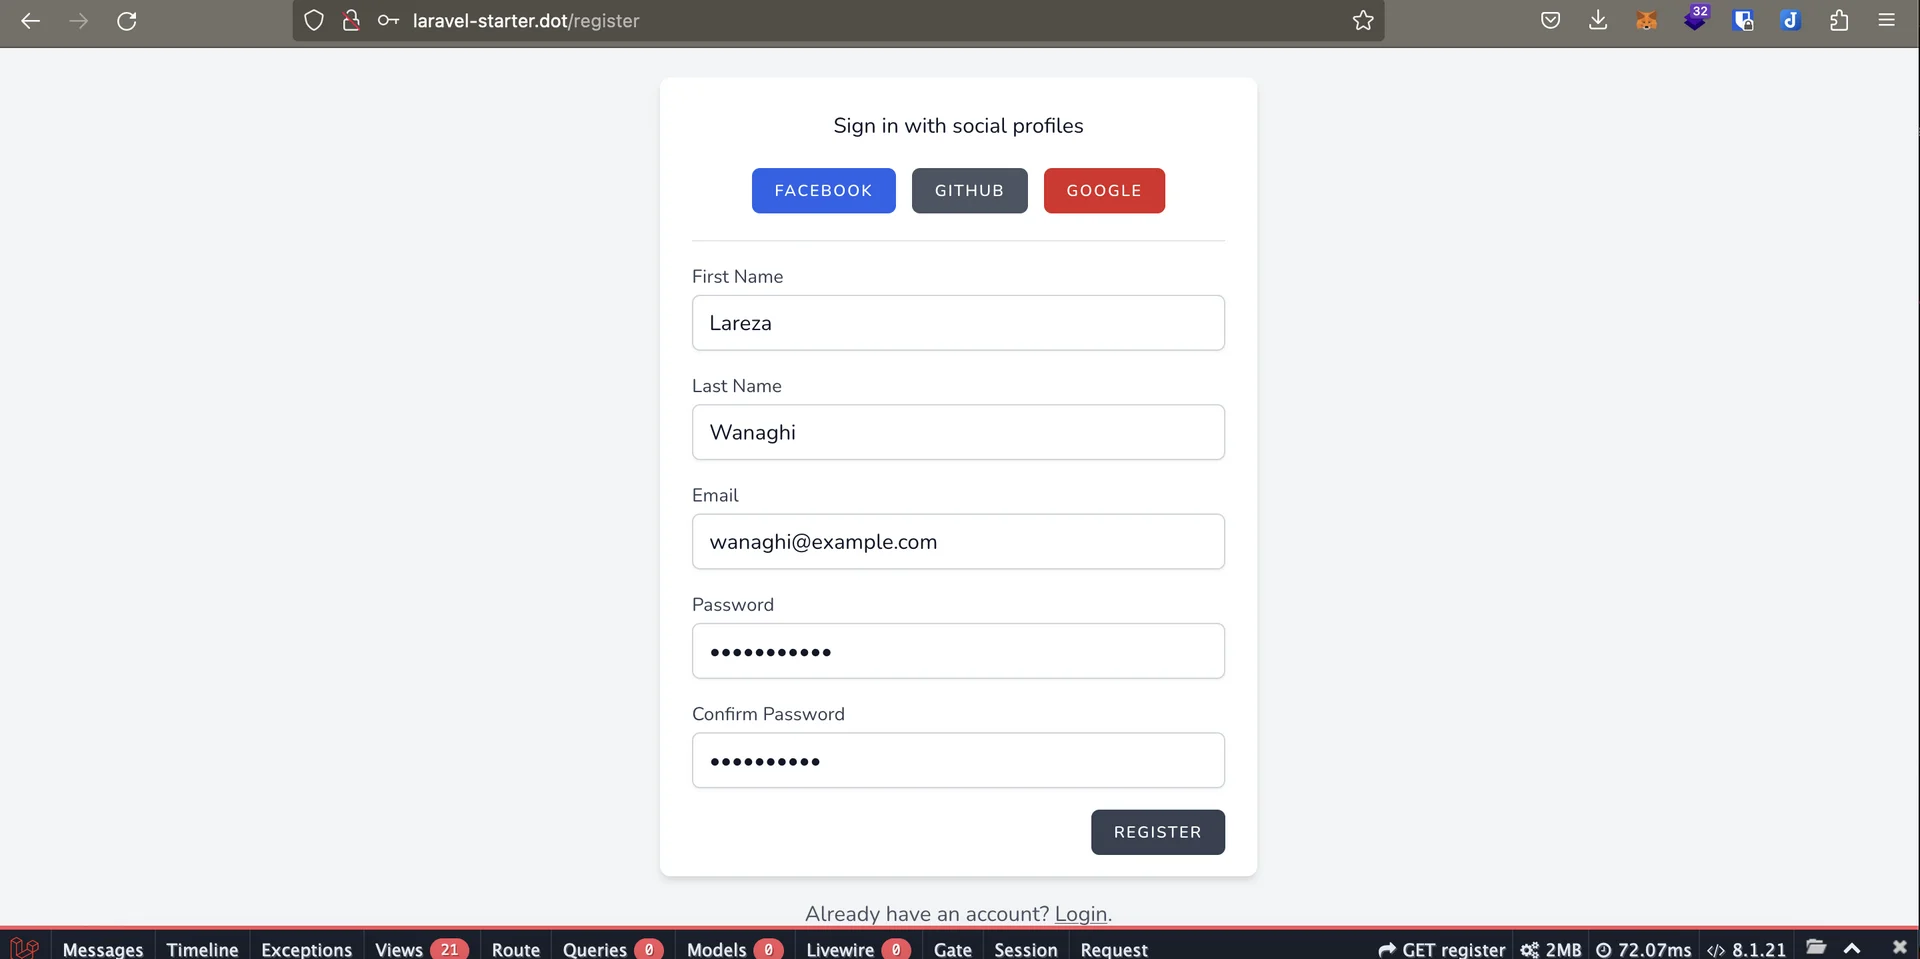 laravel-starter.dot/register
32
Sign in with social profiles
FACEBOOK GITHUB GOOGLE
First Name
Lareza
Last Name
Wanaghi
Email
wanaghi@example.com
Password
•••••••••••
Confirm Password
••••••••••
REGISTER
Already have an account? Login.
Messages Timeline Exceptions Views 21 Route Queries 0 Models 0 Livewire 0 Gate Session Request GET register 2MB 72.07ms 8.1.21